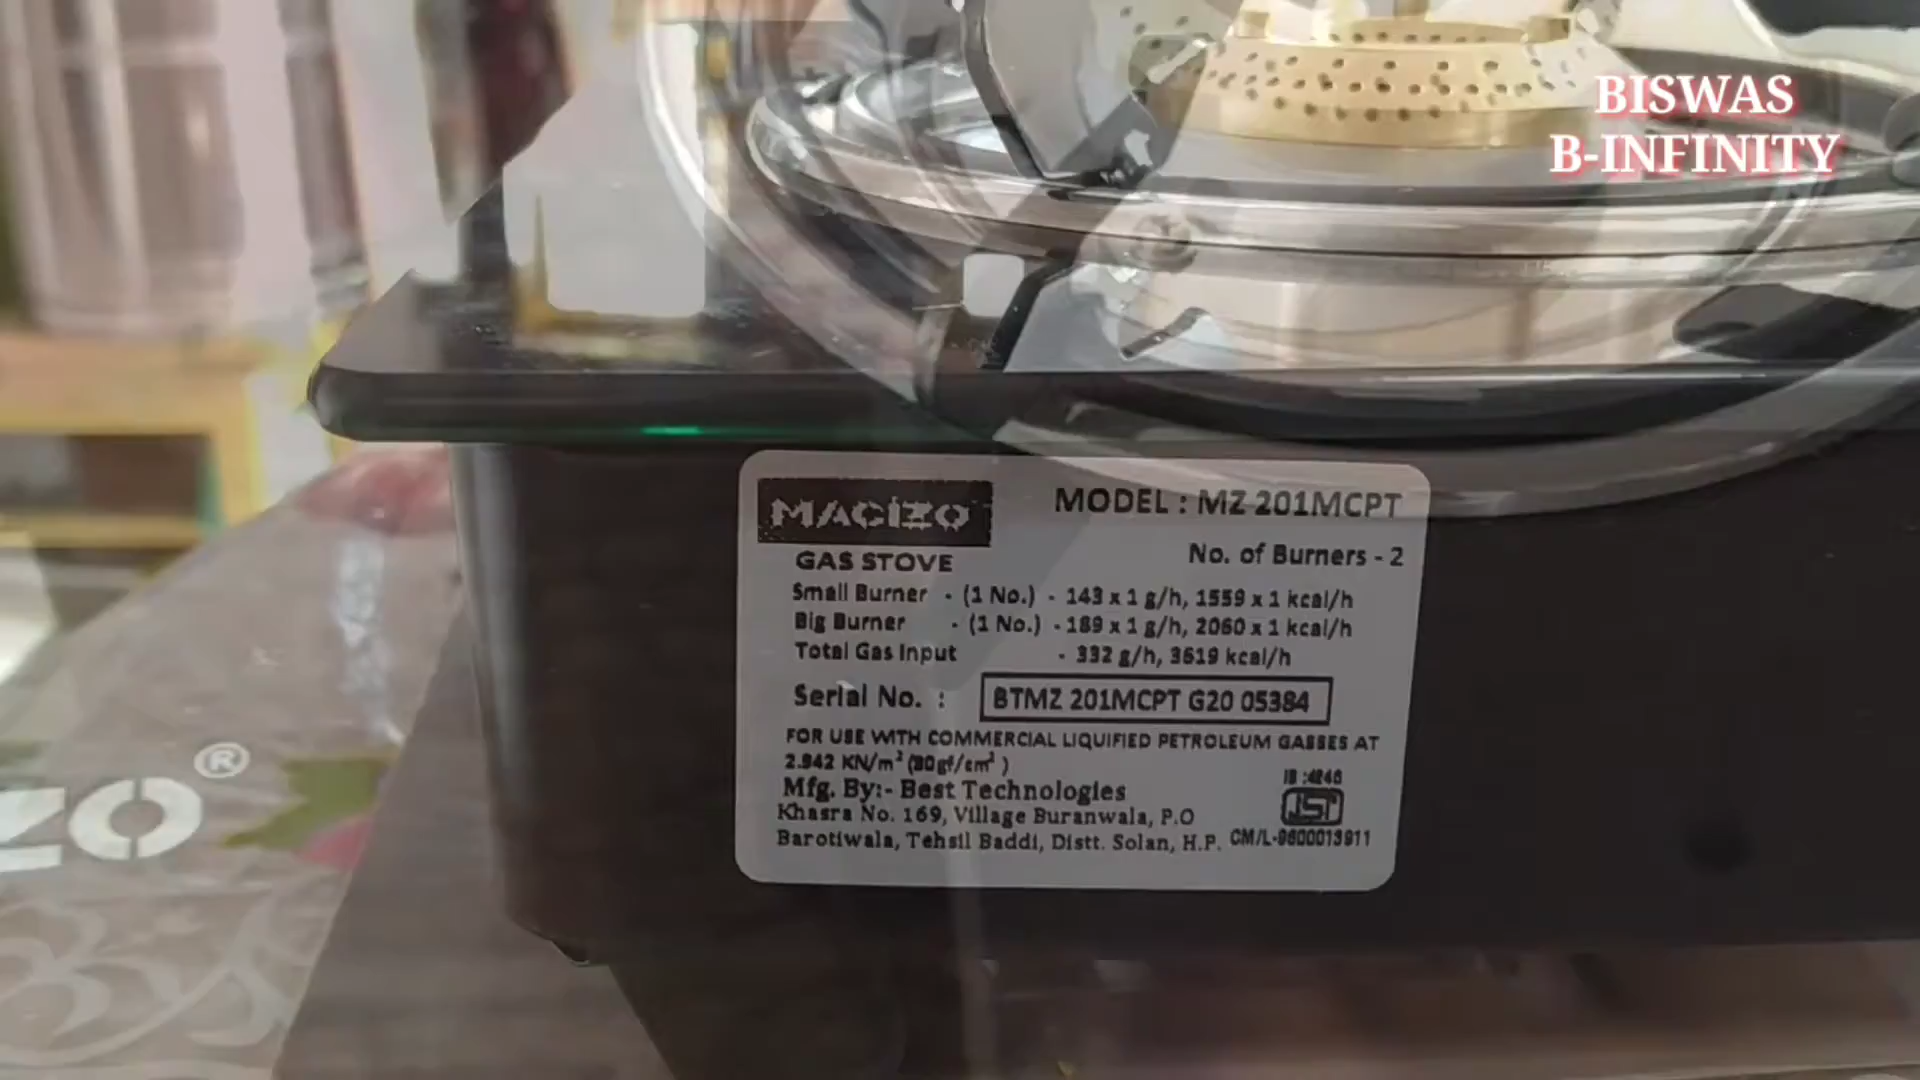 BISWAS
B-INFINITY
MACIZO
MODEL : MZ 201MCPT
GAS STOVE
No. of Burners - 2
Small Burner - (1 No.) - 143 x 1 g/h, 1559 x 1 kcal/h
Big Burner - (1 No.) - 189 x 1 g/h, 2060 x 1 kcal/h
Total Gas Input - 332 g/h, 3619 kcal/h
Serial No. : BTMZ 201MCPT G20 05384
FOR USE WITH COMMERCIAL LIQUIFIED PETROLEUM GASSES AT
2.942 KN/m² (30gf/cm²)
IS :4246
Mfg. By:- Best Technologies
ISI
Khasra No. 169, Village Buranwala, P.O
Barotiwala, Tehsil Baddi, Distt. Solan, H.P. CM/L-9600013911
ZO®